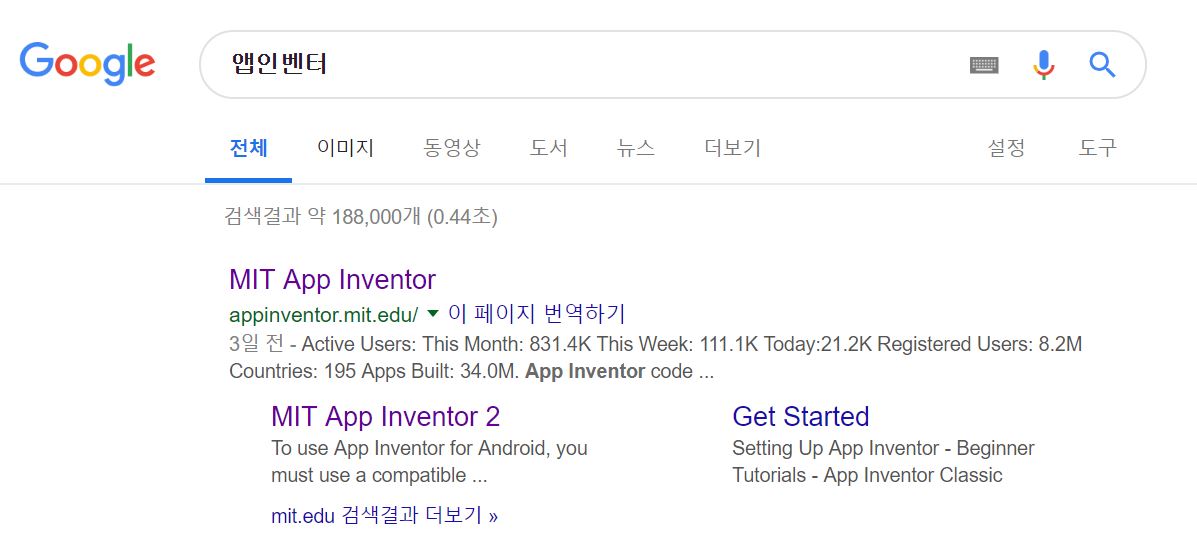 Google 앱인벤터
전체 이미지 동영상 도서 뉴스 더보기 설정 도구
검색결과 약 188,000개 (0.44초)
MIT App Inventor
appinventor.mit.edu/ 이 페이지 번역하기
3일 전 - Active Users: This Month: 831.4K This Week: 111.1K Today:21.2K Registered Users: 8.2M
Countries: 195 Apps Built: 34.0M. App Inventor code ...
MIT App Inventor 2
To use App Inventor for Android, you
must use a compatible ...
Get Started
Setting Up App Inventor - Beginner
Tutorials - App Inventor Classic
mit.edu 검색결과 더보기 »